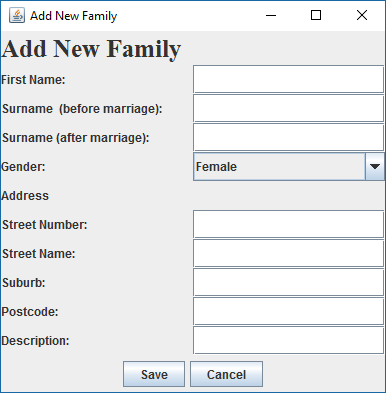 Add New Family
Add New Family
First Name:
Surname  (before marriage):
Surname (after marriage):
Gender: Female
Address
Street Number:
Street Name:
Suburb:
Postcode:
Description:
Save Cancel